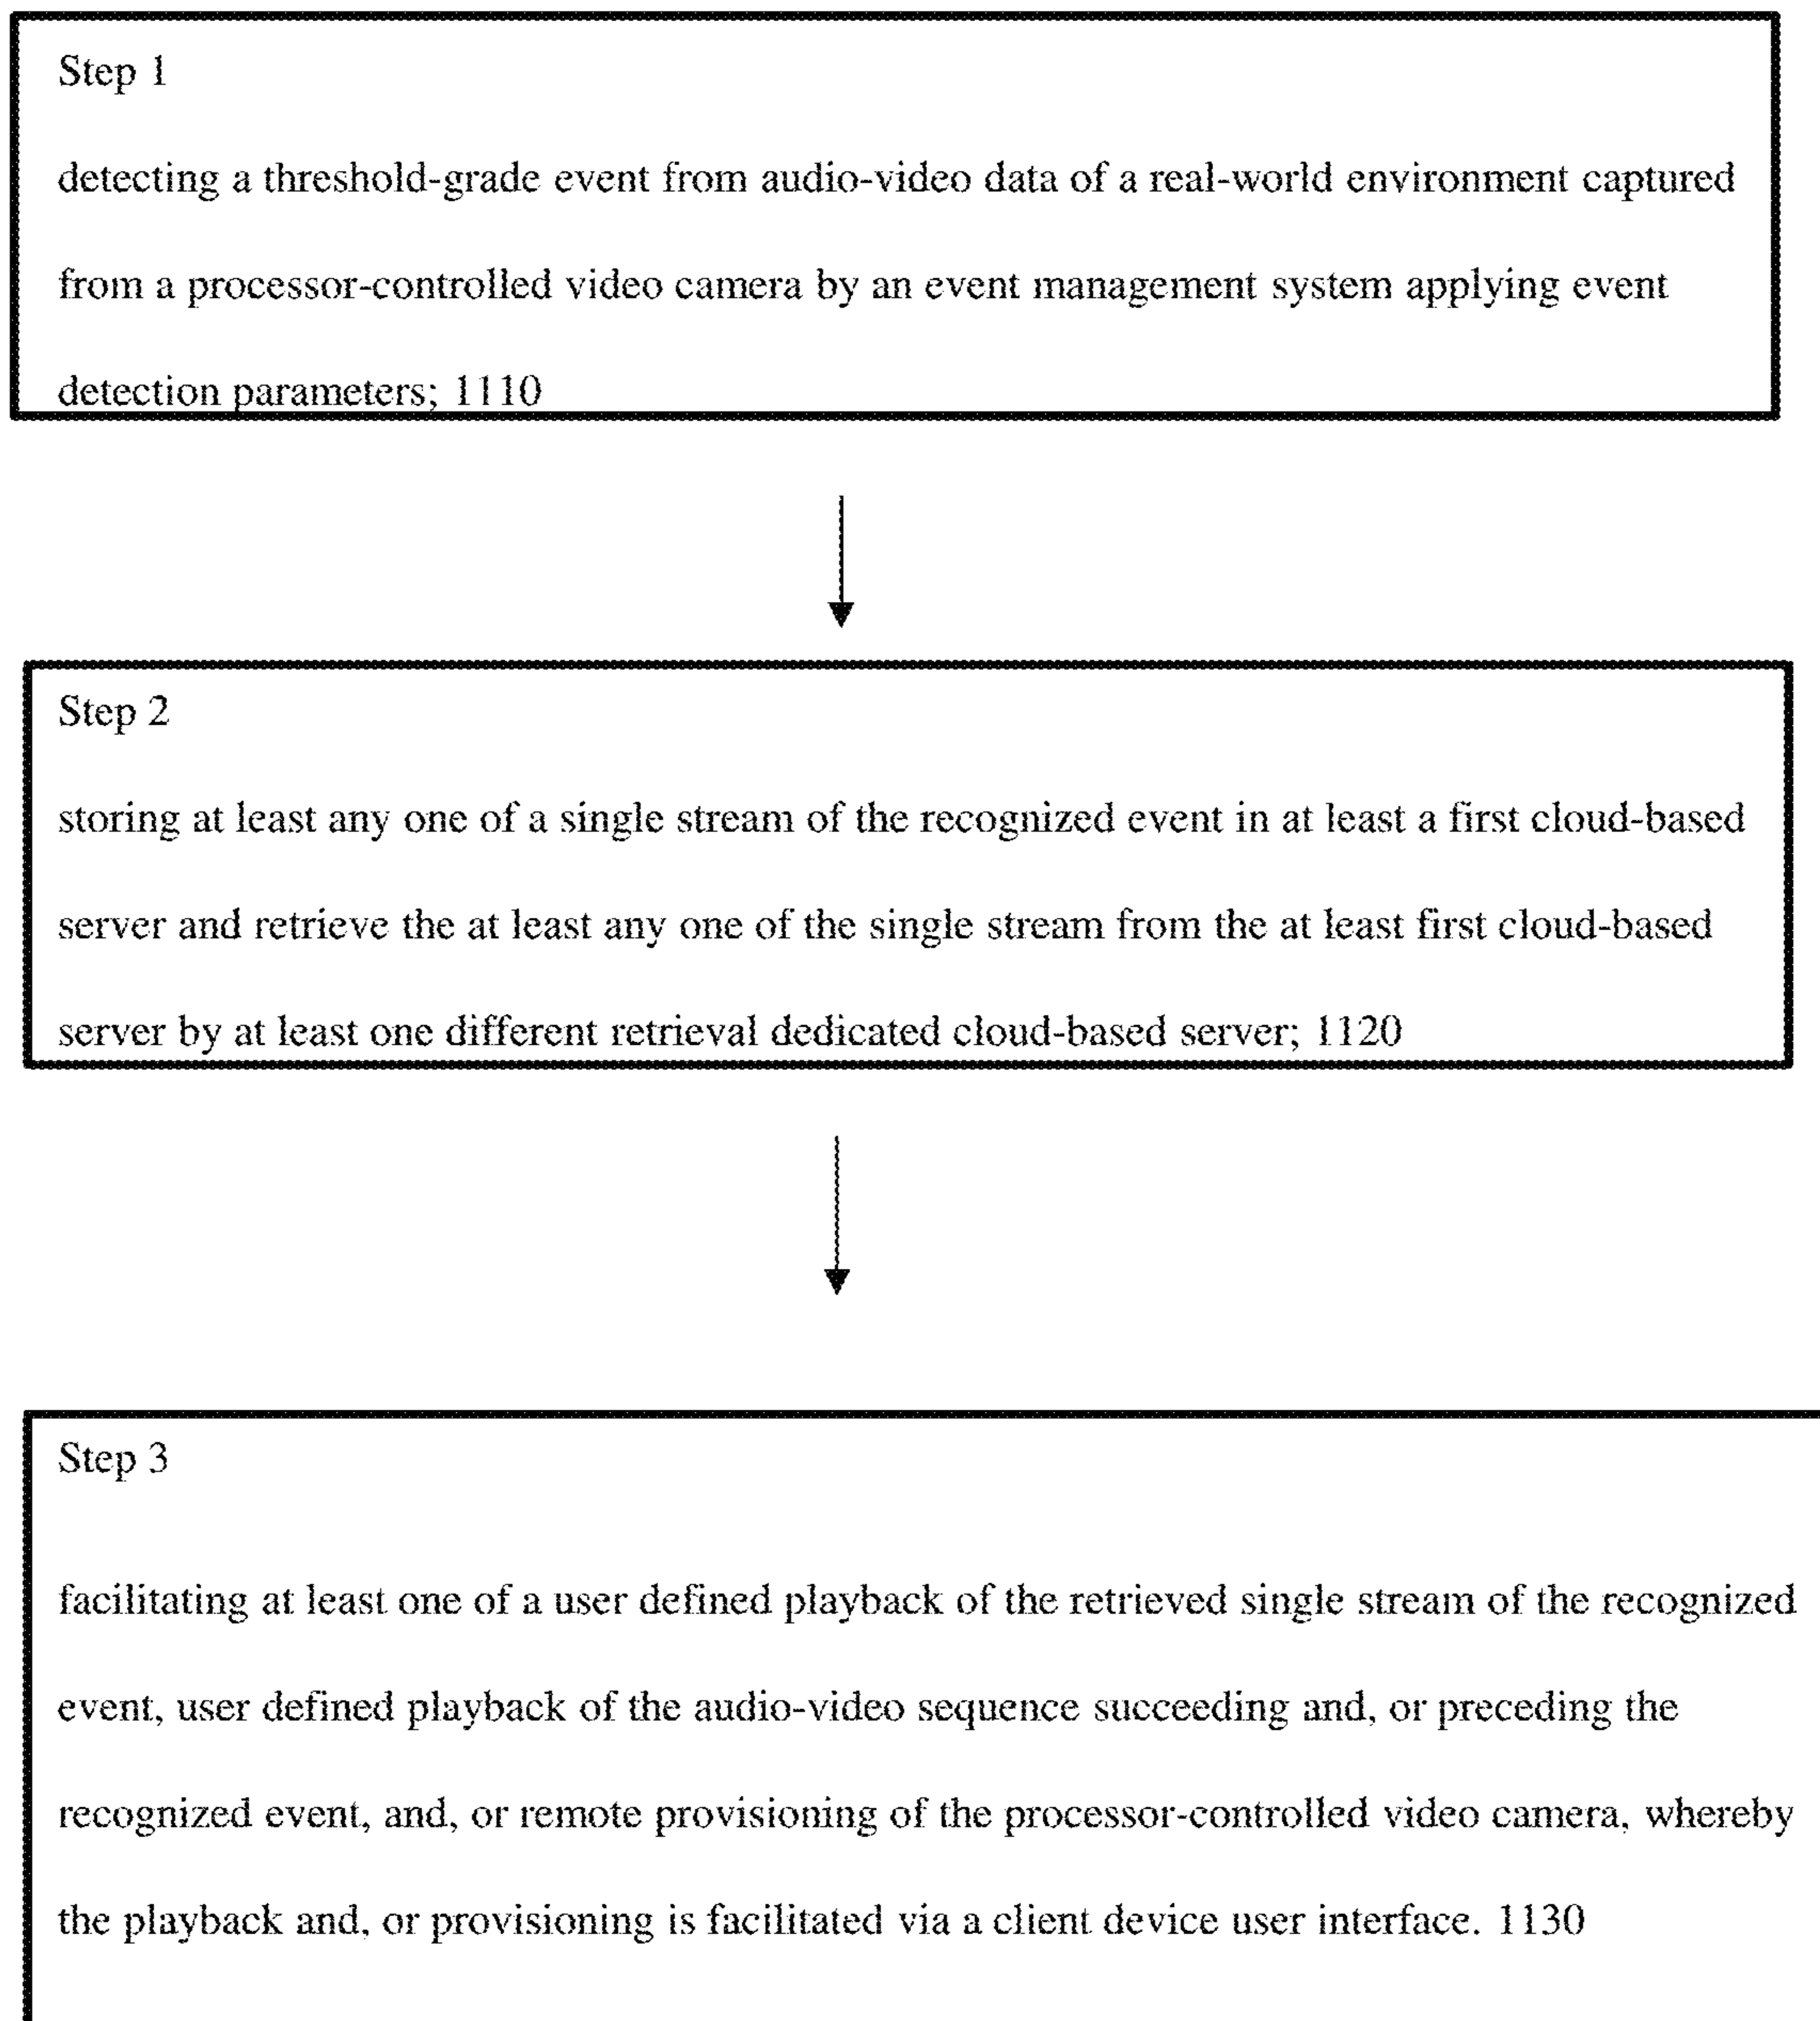 Step 1
detecting a threshold-grade event from audio-video data of a real-world environment captured
from a processor-controlled video camera by an event management system applying event
detection parameters; 1110
Step 2
storing at least any one of a single stream of the recognized event in at least a first cloud-based
server and retrieve the at least any one of the single stream from the at least first cloud-based
server by at least one different retrieval dedicated cloud-based server; 1120
Step 3
facilitating at least one of a user defined playback of the retrieved single stream of the recognized
event, user defined playback of the audio-video sequence succeeding and, or preceding the
recognized event, and, or remote provisioning of the processor-controlled video camera, whereby
the playback and, or provisioning is facilitated via a client device user interface. 1130